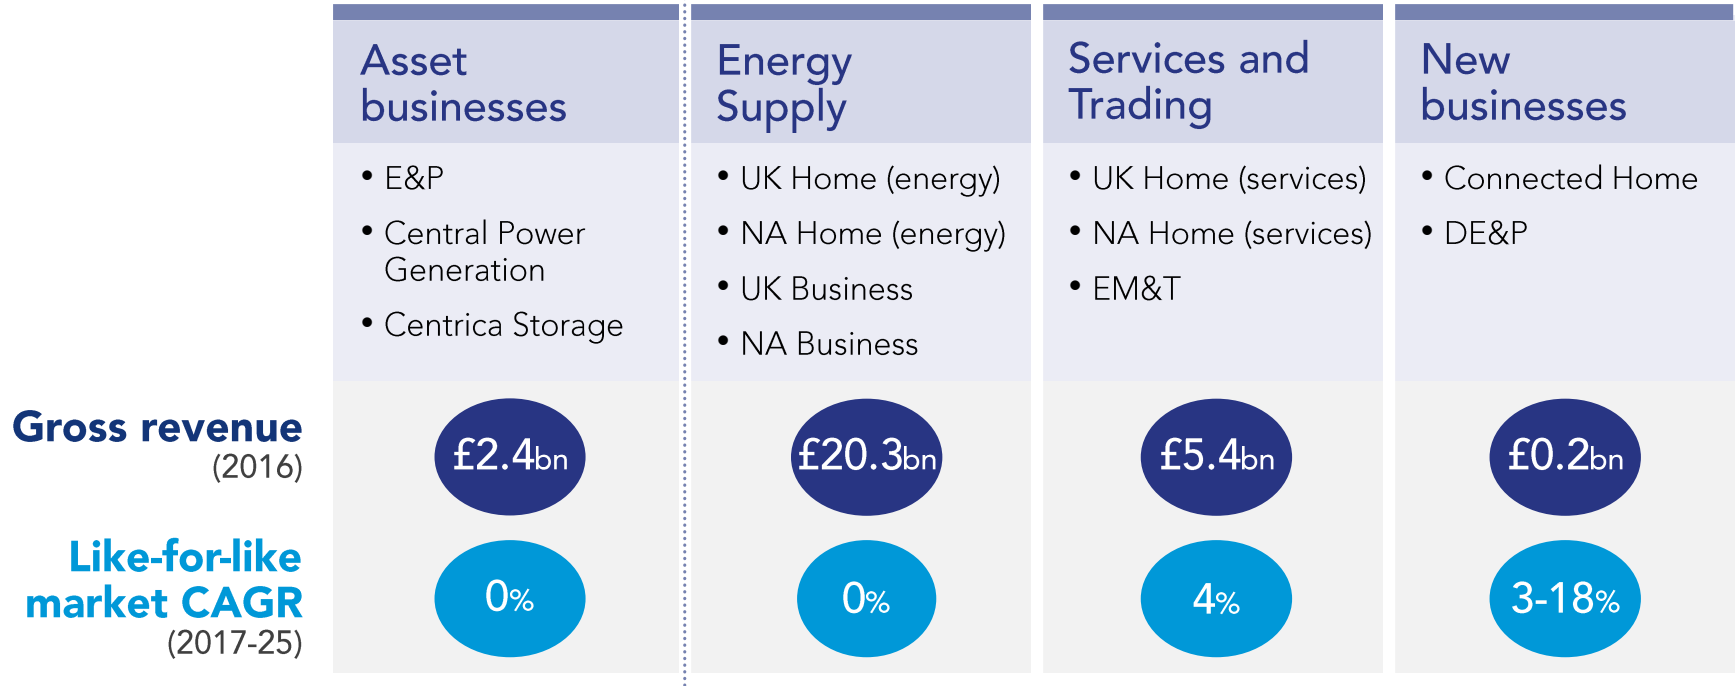 Asset
businesses
• E&P
• Central Power
Generation
• Centrica Storage
Energy
Supply
• UK Home (energy)
• NA Home (energy)
• UK Business
• NA Business
Services and
Trading
• UK Home (services)
• NA Home (services)
• EM&T
New
businesses
• Connected Home
• DE&P
Gross revenue
(2016)
£2.4bn
£20.3bn
£5.4bn
£0.2bn
Like-for-like
market CAGR
(2017-25)
0%
0%
4%
3-18%